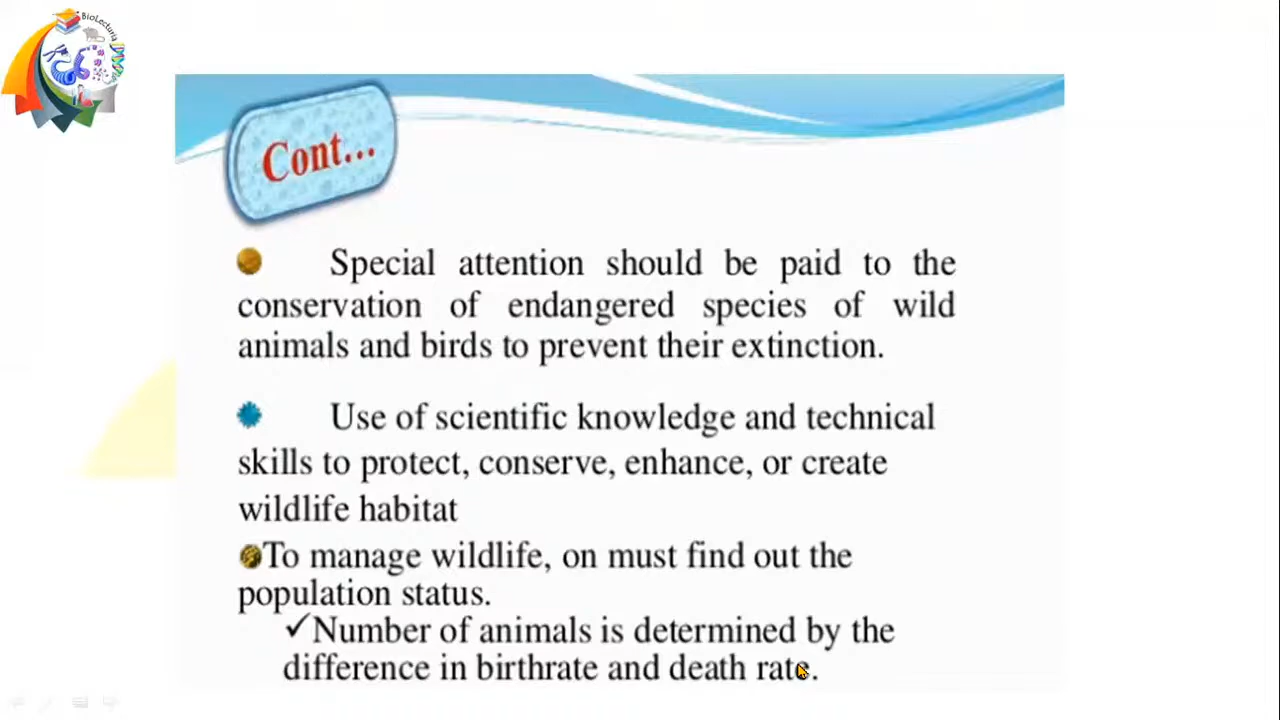 BioLecturia
Cont...
Special attention should be paid to the
conservation of endangered species of wild
animals and birds to prevent their extinction.
Use of scientific knowledge and technical
skills to protect, conserve, enhance, or create
wildlife habitat
To manage wildlife, on must find out the
population status.
✓Number of animals is determined by the
difference in birthrate and death rate.